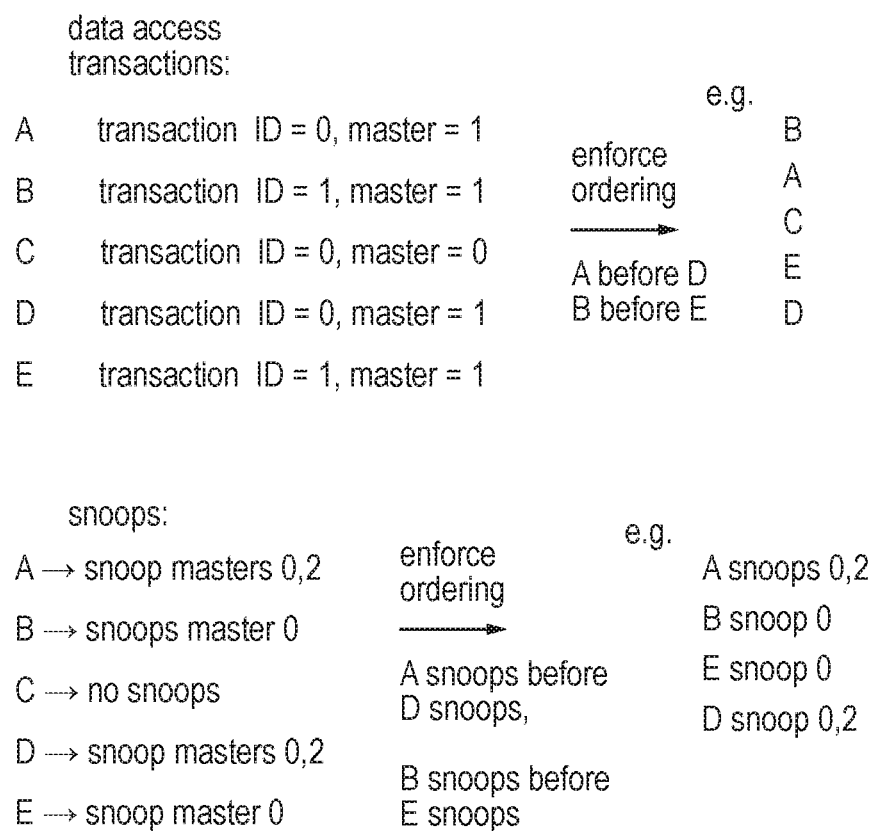 data access
transactions:
A transaction ID = 0, master = 1
B transaction ID = 1, master = 1
C transaction ID = 0, master = 0
D transaction ID = 0, master = 1
E transaction ID = 1, master = 1
enforce
ordering
A before D
B before E
e.g.
B
A
C
E
D
snoops:
A → snoop masters 0,2
B → snoops master 0
C → no snoops
D → snoop masters 0,2
E → snoop master 0
enforce
ordering
A snoops before
D snoops,
B snoops before
E snoops
e.g.
A snoops 0,2
B snoop 0
E snoop 0
D snoop 0,2